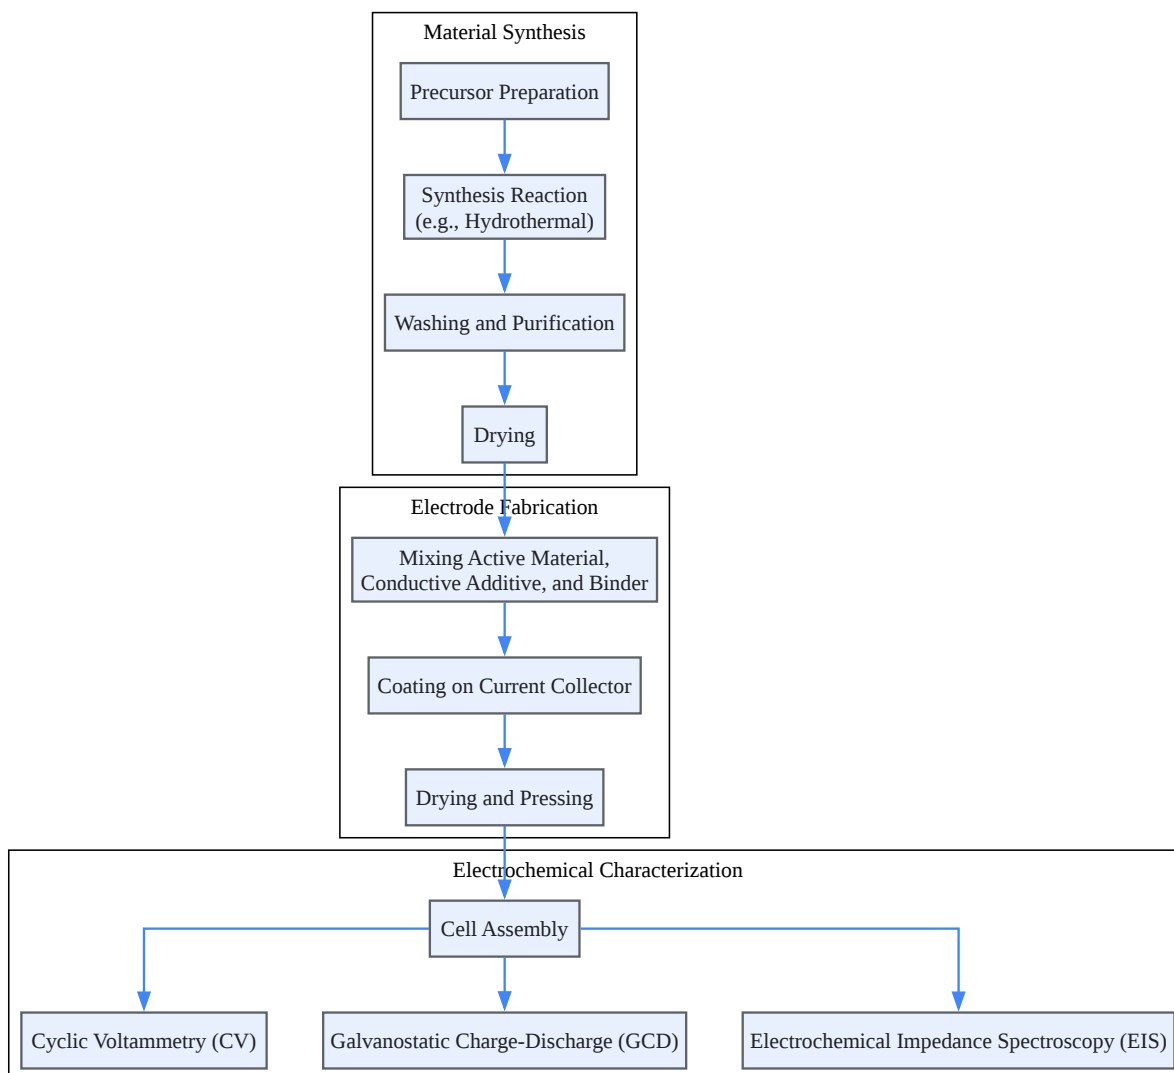 Material Synthesis
Precursor Preparation
Synthesis Reaction
(e.g., Hydrothermal)
Washing and Purification
Drying
Electrode Fabrication
Mixing Active Material,
Conductive Additive, and Binder
Coating on Current Collector
Drying and Pressing
Electrochemical Characterization
Cell Assembly
Cyclic Voltammetry (CV)
Galvanostatic Charge-Discharge (GCD)
Electrochemical Impedance Spectroscopy (EIS)